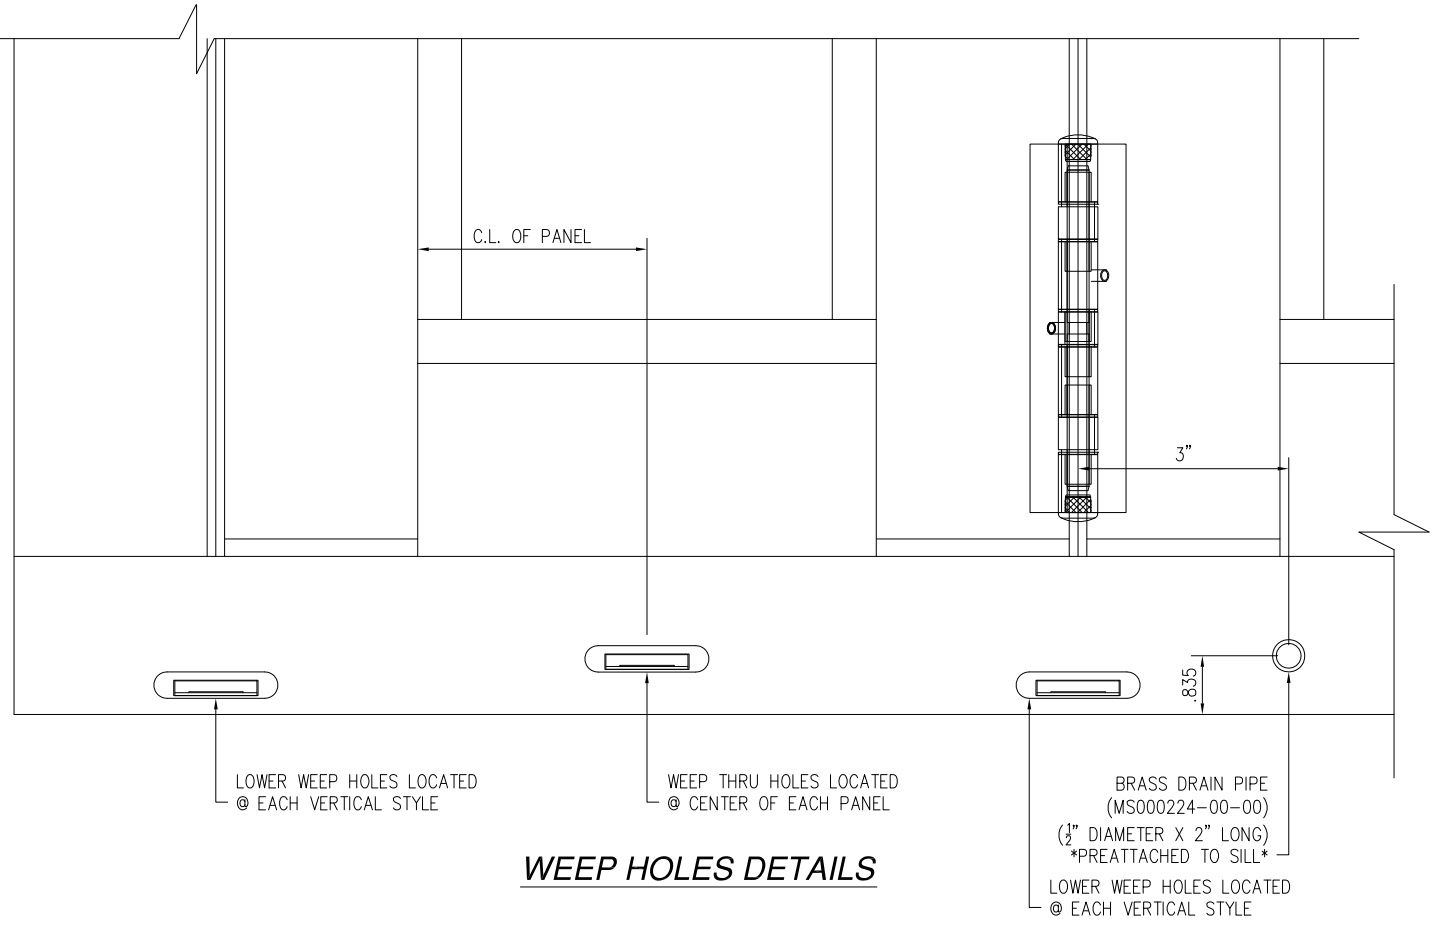 C.L. OF PANEL
3"
.835
LOWER WEEP HOLES LOCATED
@ EACH VERTICAL STYLE
WEEP THRU HOLES LOCATED
@ CENTER OF EACH PANEL
BRASS DRAIN PIPE
(MS000224-00-00)
(½" DIAMETER X 2" LONG)
*PREATTACHED TO SILL*
LOWER WEEP HOLES LOCATED
@ EACH VERTICAL STYLE
WEEP HOLES DETAILS